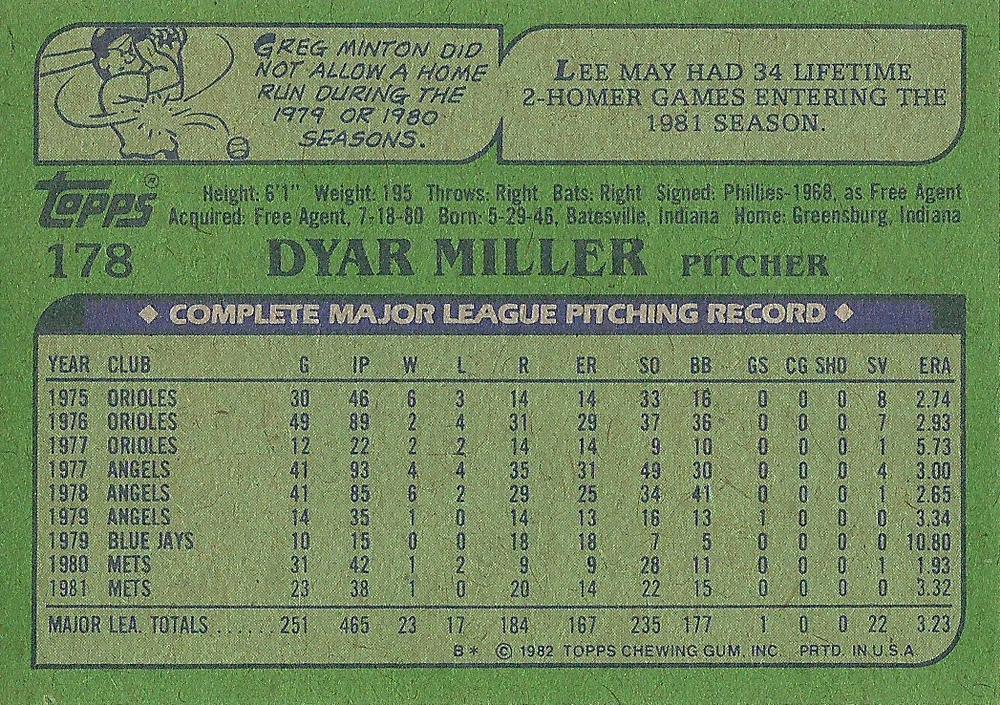 GREG MINTON DID
NOT ALLOW A HOME
RUN DURING THE
1979 OR 1980
SEASONS.
LEE MAY HAD 34 LIFETIME
2-HOMER GAMES ENTERING THE
1981 SEASON.
Topps®
Height: 6'1" Weight: 195 Throws: Right Bats: Right Signed: Phillies-1968, as Free Agent
Acquired: Free Agent, 7-18-80 Born: 5-29-46, Batesville, Indiana Home: Greensburg, Indiana
178 DYAR MILLER PITCHER
◆ COMPLETE MAJOR LEAGUE PITCHING RECORD ◆
YEAR CLUB G IP W L R ER SO BB GS CG SHO SV ERA
1975 ORIOLES 30 46 6 3 14 14 33 16 0 0 0 8 2.74
1976 ORIOLES 49 89 2 4 31 29 37 36 0 0 0 7 2.93
1977 ORIOLES 12 22 2 2 14 14 9 10 0 0 0 1 5.73
1977 ANGELS 41 93 4 4 35 31 49 30 0 0 0 4 3.00
1978 ANGELS 41 85 6 2 29 25 34 41 0 0 0 1 2.65
1979 ANGELS 14 35 1 0 14 13 16 13 1 0 0 0 3.34
1979 BLUE JAYS 10 15 0 0 18 18 7 5 0 0 0 0 10.80
1980 METS 31 42 1 2 9 9 28 11 0 0 0 1 1.93
1981 METS 23 38 1 0 20 14 22 15 0 0 0 0 3.32
MAJOR LEA. TOTALS ...... 251 465 23 17 184 167 235 177 1 0 0 22 3.23
B* © 1982 TOPPS CHEWING GUM, INC. PRTD. IN U.S.A.